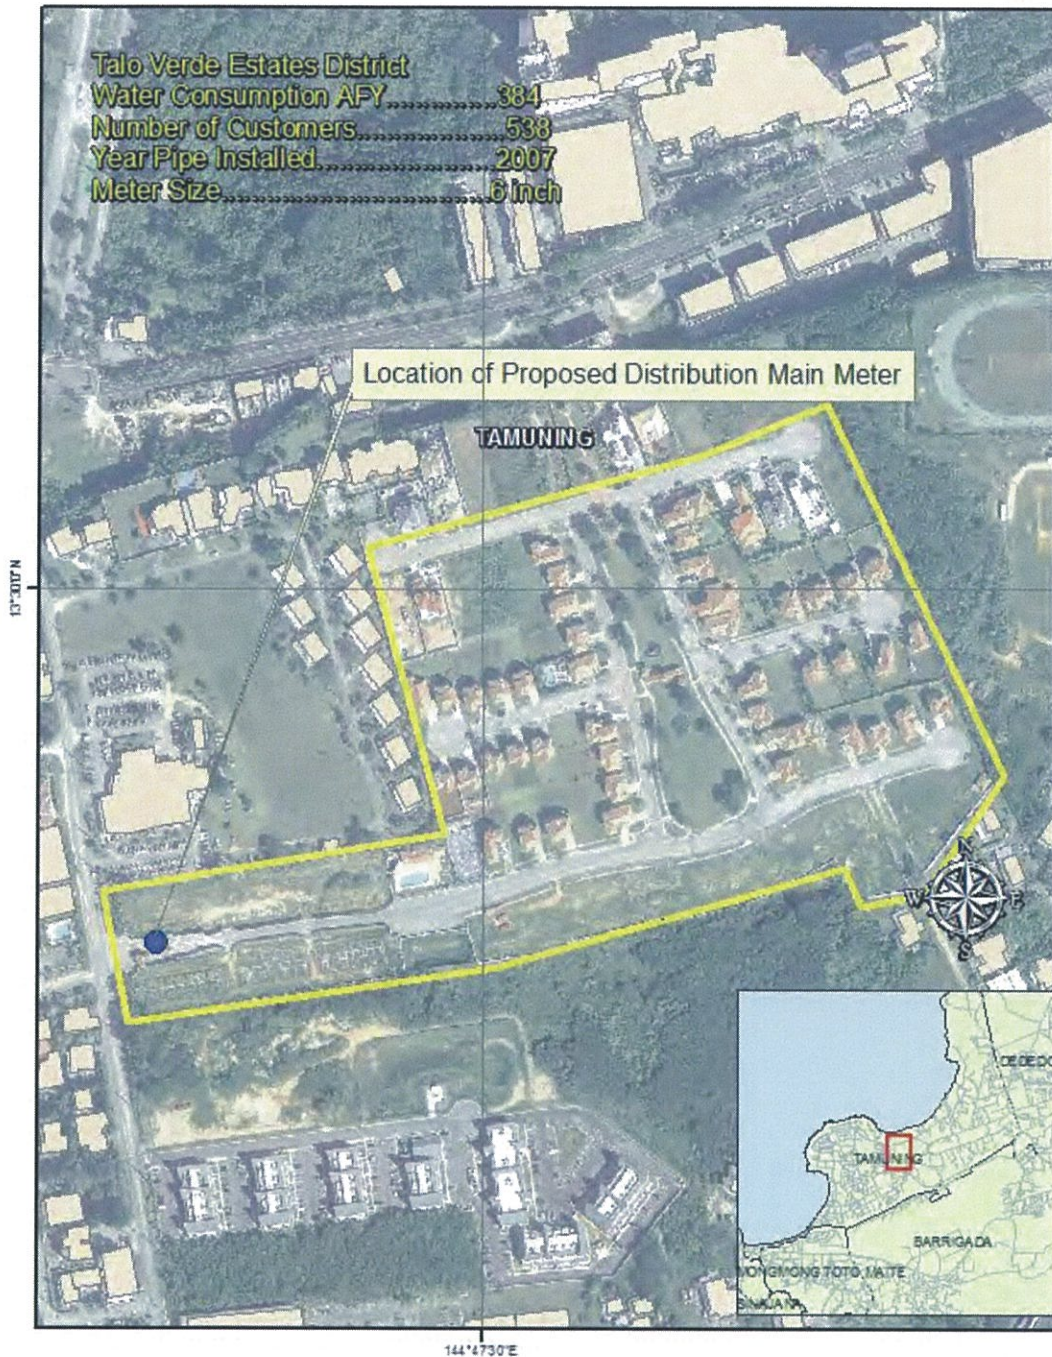 Talo Verde Estates District
Water Consumption AFY.............384
Number of Customers.................538
Year Pipe Installed.....................2007
Meter Size...............................6 inch
Location of Proposed Distribution Main Meter
TAMUNING
13°30'0"N
N
W
E
S
DEDEDO
TAMUNING
BARRIGADA
MONGMONG TOTO MAITE
SINAJANA
144°47'30"E